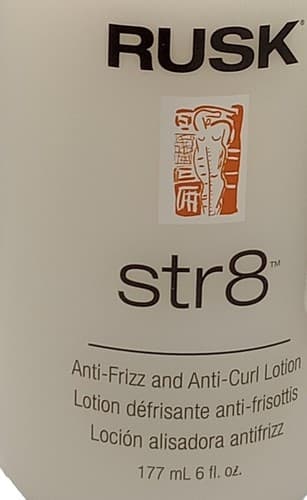 RUSK
str8™
Anti-Frizz and Anti-Curl Lotion
Lotion défrisante anti-frisottis
Loción alisadora antifrizz
177 mL 6 fl. oz.